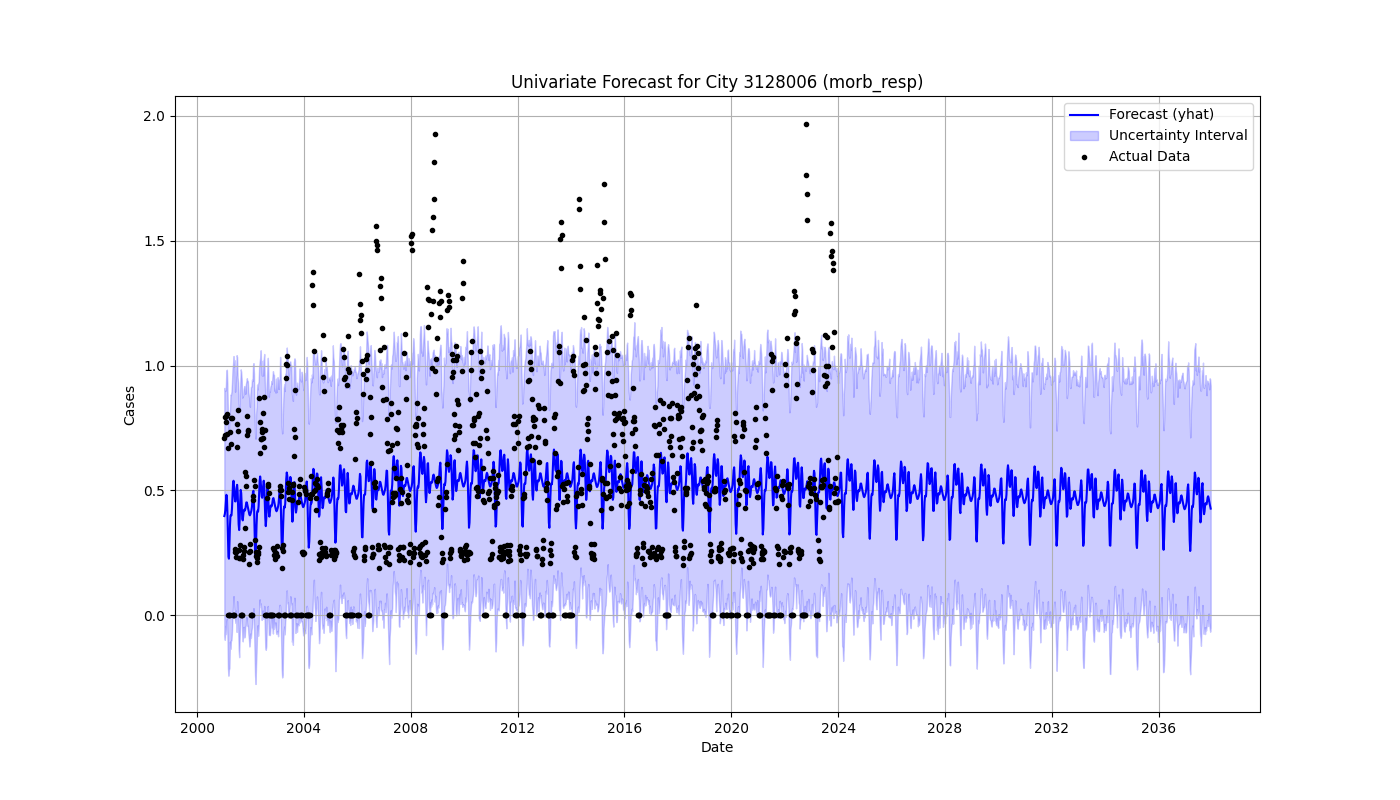 Univariate Forecast for City 3128006 (morb_resp)
Forecast (yhat)
Uncertainty Interval
Actual Data
2.0
1.5
1.0
0.5
0.0
Cases
2000 2004 2008 2012 2016 2020 2024 2028 2032 2036
Date